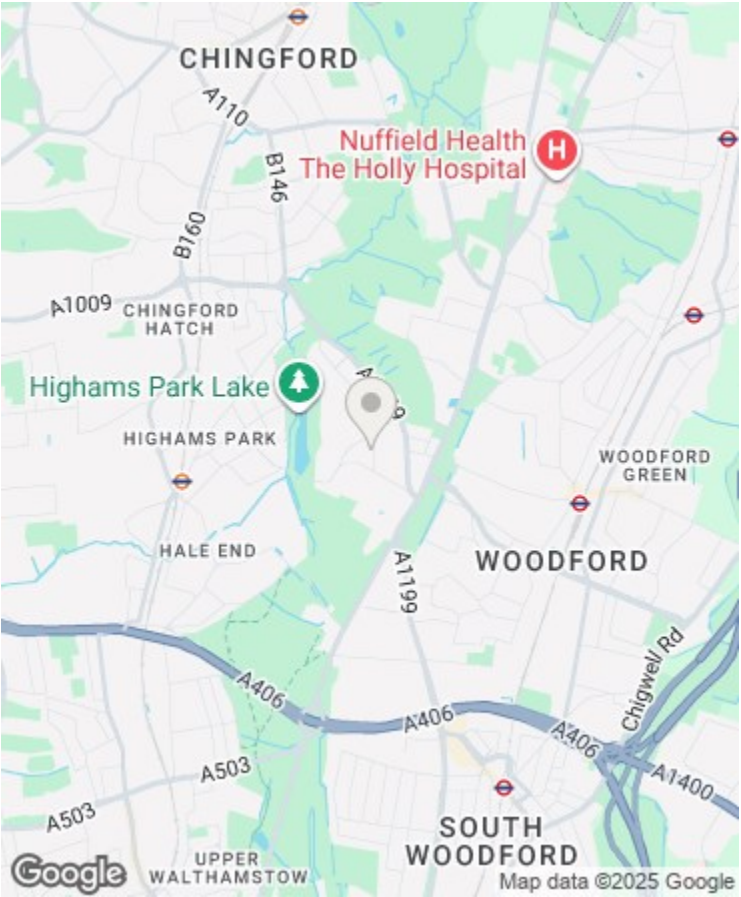 CHINGFORD
A110
Nuffield Health
The Holly Hospital
B146
B160
A1009
CHINGFORD
HATCH
Highams Park Lake
HIGHAMS PARK
WOODFORD
GREEN
HALE END
WOODFORD
A1199
Chigwell Rd
A406
A406
A406
A503
A1400
A503
SOUTH
WOODFORD
UPPER
WALTHAMSTOW
Google
Map data ©2025 Google